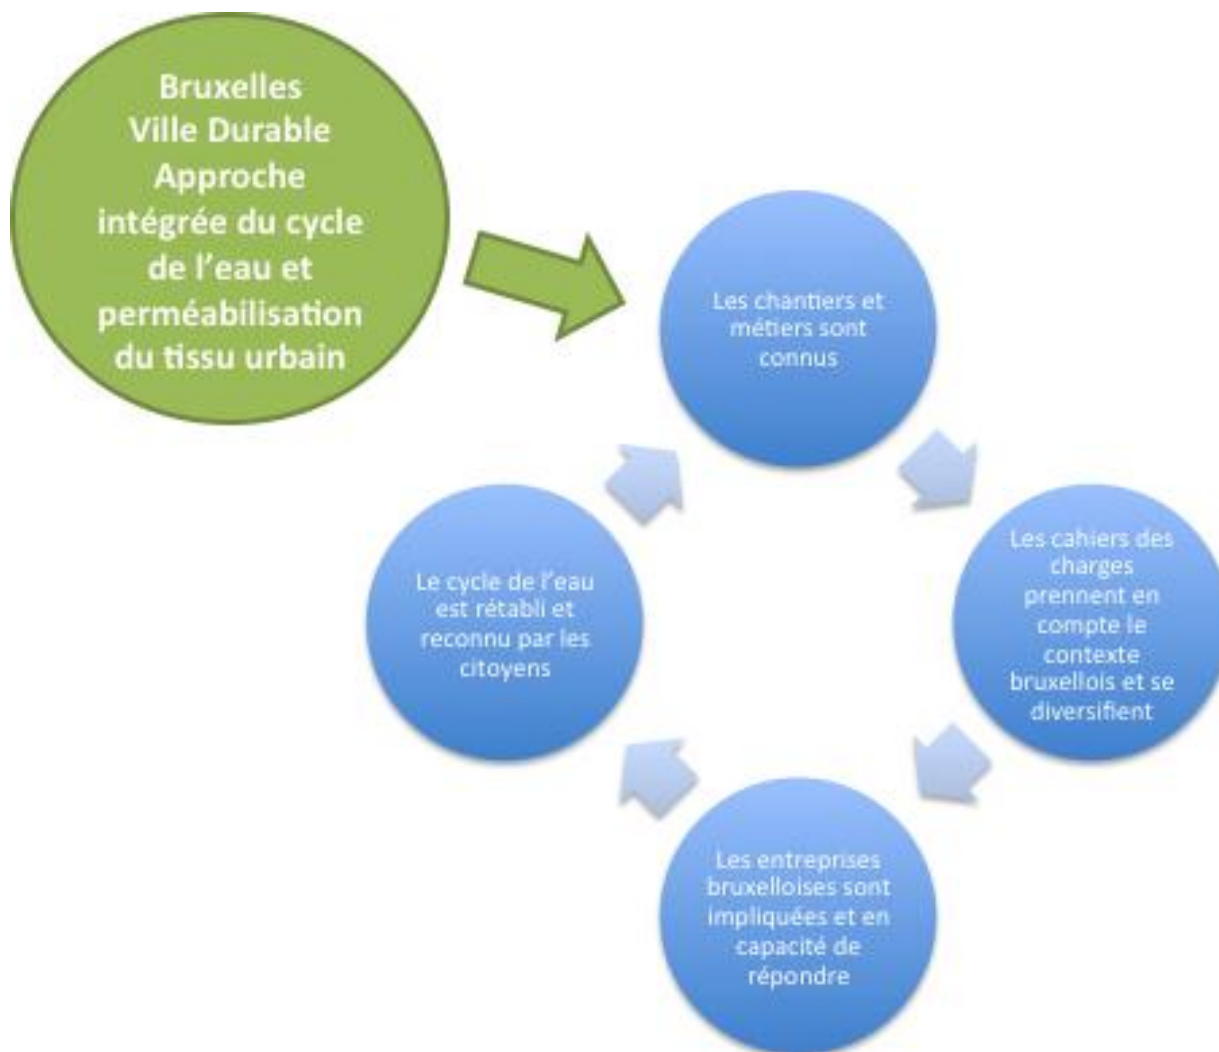 Bruxelles
Ville Durable
Approche
intégrée du cycle
de l’eau et
perméabilisation
du tissu urbain
Les chantiers et
métiers sont
connus
Les cahiers des
charges
prennent en
compte le
contexte
bruxellois et se
diversifient
Les entreprises
bruxelloises sont
impliquées et en
capacité de
répondre
Le cycle de l’eau
est rétabli et
reconnu par les
citoyens